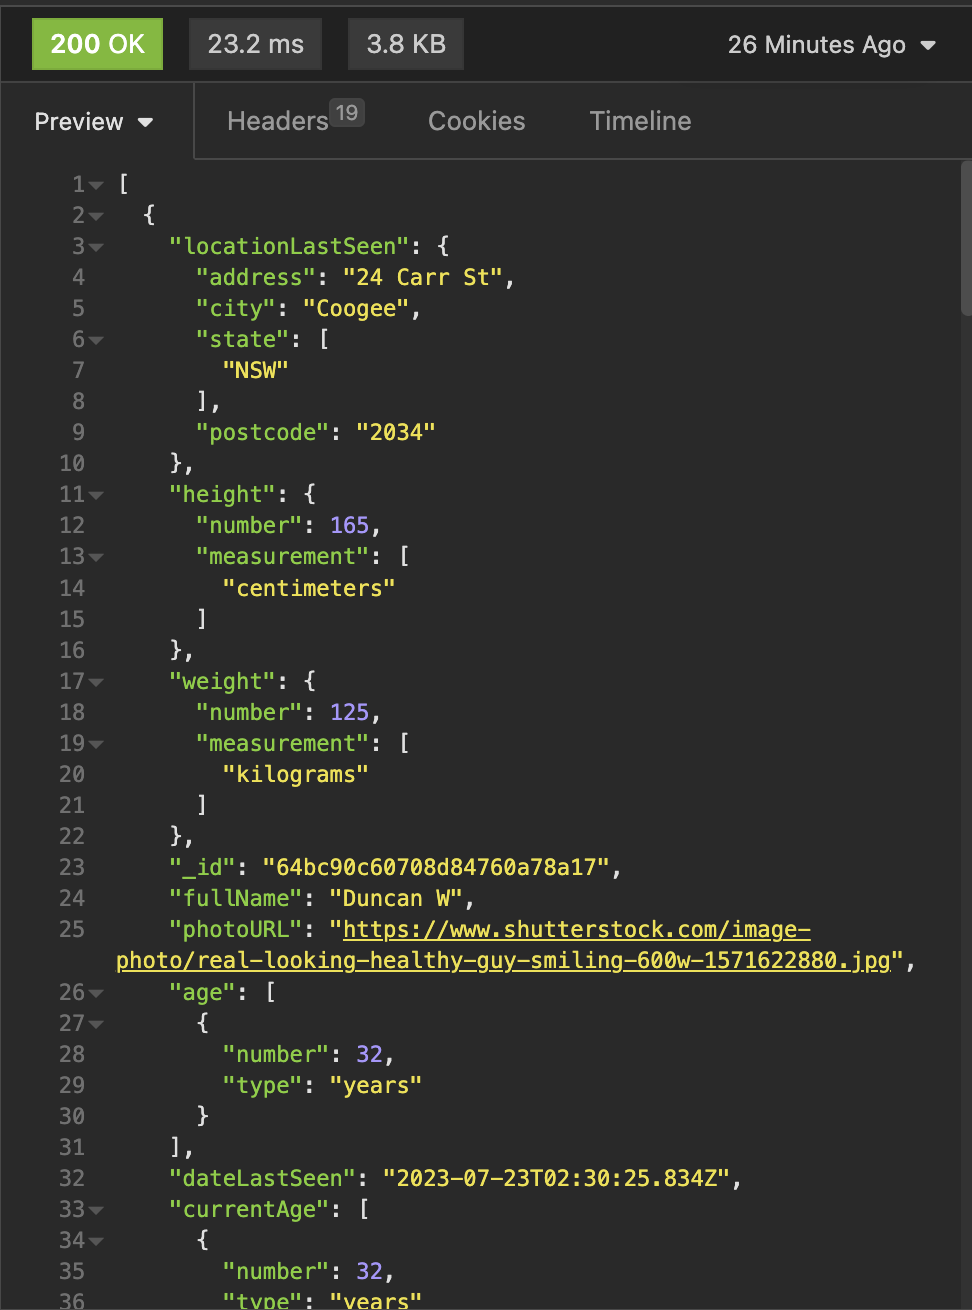 200 OK 23.2 ms 3.8 KB 26 Minutes Ago
Preview Headers 19 Cookies Timeline
1 [
2 {
3 "locationLastSeen": {
4 "address": "24 Carr St",
5 "city": "Coogee",
6 "state": [
7 "NSW"
8 ],
9 "postcode": "2034"
10 },
11 "height": {
12 "number": 165,
13 "measurement": [
14 "centimeters"
15 ]
16 },
17 "weight": {
18 "number": 125,
19 "measurement": [
20 "kilograms"
21 ]
22 },
23 "_id": "64bc90c60708d84760a78a17",
24 "fullName": "Duncan W",
25 "photoURL": "https://www.shutterstock.com/image-
photo/real-looking-healthy-guy-smiling-600w-1571622880.jpg",
26 "age": [
27 {
28 "number": 32,
29 "type": "years"
30 }
31 ],
32 "dateLastSeen": "2023-07-23T02:30:25.834Z",
33 "currentAge": [
34 {
35 "number": 32,
36 "type": "years"